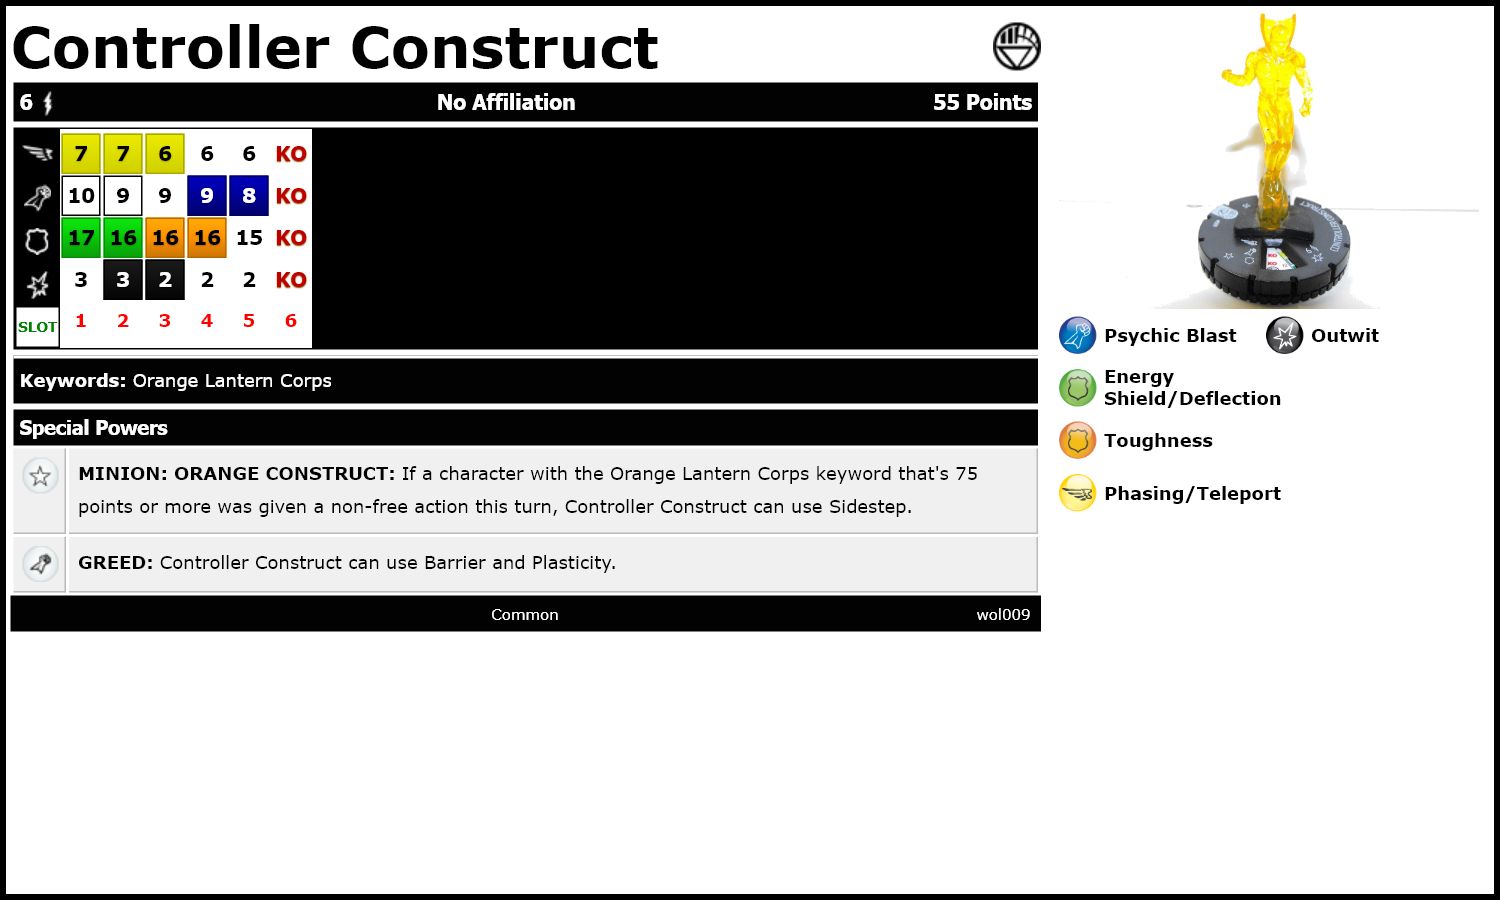 Controller Construct
6 No Affiliation 55 Points
7 7 6 6 6 KO
10 9 9 9 8 KO
17 16 16 16 15 KO
3 3 2 2 2 KO
SLOT 1 2 3 4 5 6
Keywords: Orange Lantern Corps
Special Powers
MINION: ORANGE CONSTRUCT: If a character with the Orange Lantern Corps keyword that's 75
points or more was given a non-free action this turn, Controller Construct can use Sidestep.
GREED: Controller Construct can use Barrier and Plasticity.
Common wol009
CONTROLLER CONSTRUCT
KO
KO
Psychic Blast Outwit
Energy
Shield/Deflection
Toughness
Phasing/Teleport